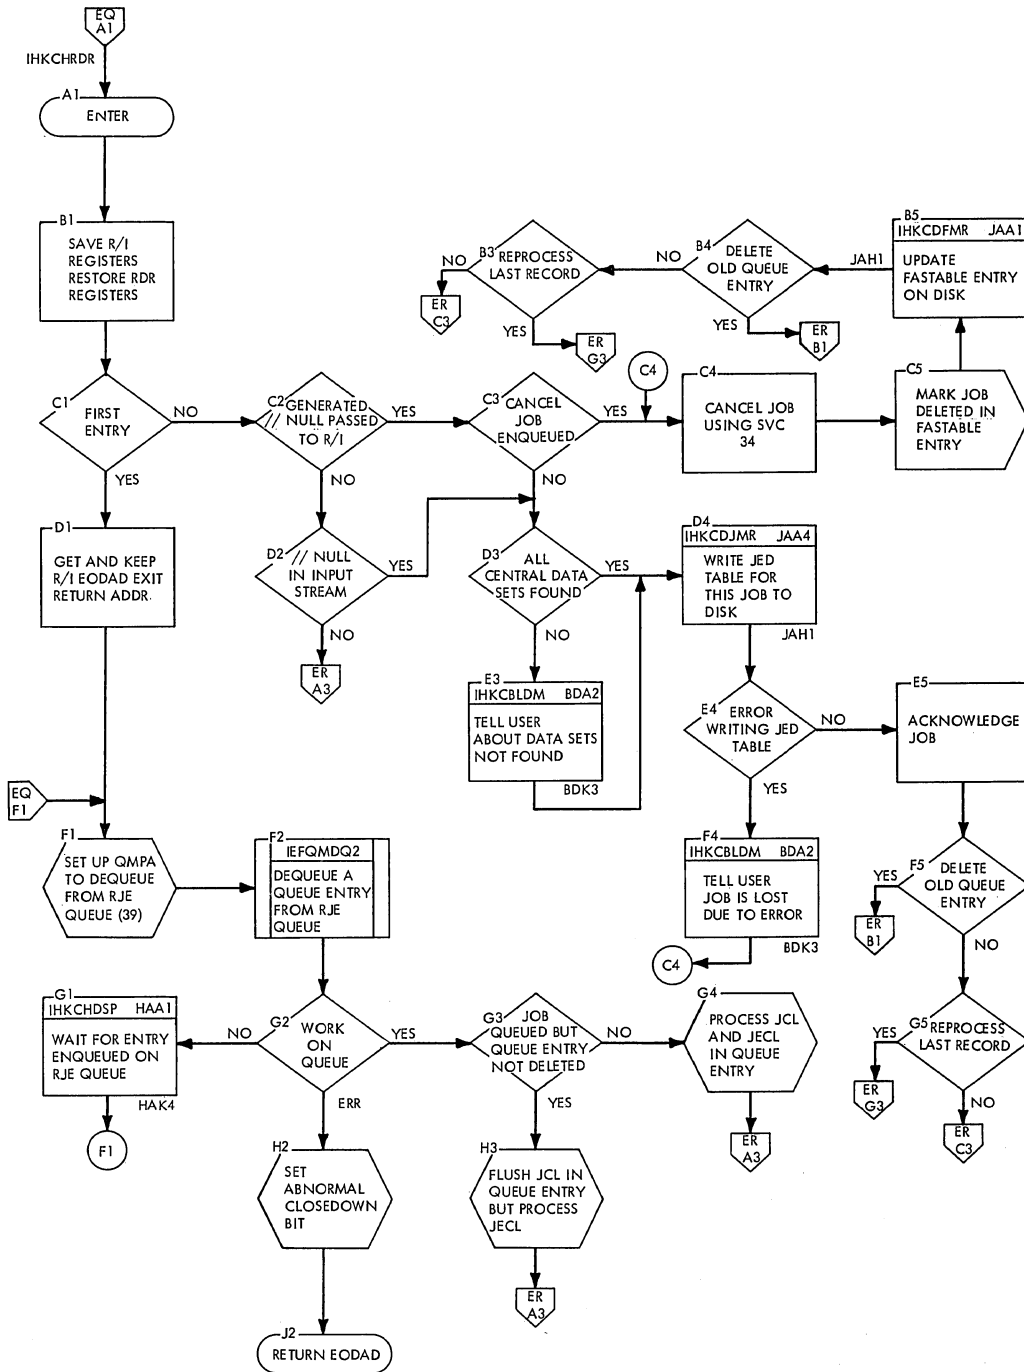 EQ
A1
IHKCHRDR
A1
ENTER
B1
SAVE R/I
REGISTERS
RESTORE RDR
REGISTERS
B3
REPROCESS
LAST RECORD
NO
ER
C3
YES
ER
G3
B4
DELETE
OLD QUEUE
ENTRY
NO
YES
ER
B1
JAH1
B5
IHKCDFMR JAA1
UPDATE
FASTABLE ENTRY
ON DISK
C1
FIRST
ENTRY
NO
YES
C2
GENERATED
// NULL PASSED
TO R/I
YES
NO
C3
CANCEL
JOB
ENQUEUED
YES
NO
C4
C4
CANCEL JOB
USING SVC
34
C5
MARK JOB
DELETED IN
FASTABLE
ENTRY
D1
GET AND KEEP
R/I EODAD EXIT
RETURN ADDR.
D2
// NULL
IN INPUT
STREAM
YES
NO
ER
A3
D3
ALL
CENTRAL DATA
SETS FOUND
YES
NO
D4
IHKCDJMR JAA4
WRITE JED
TABLE FOR
THIS JOB TO
DISK
JAH1
E3
IHKCBLDM BDA2
TELL USER
ABOUT DATA SETS
NOT FOUND
BDK3
E4
ERROR
WRITING JED
TABLE
NO
YES
E5
ACKNOWLEDGE
JOB
EQ
F1
F1
SET UP QMPA
TO DEQUEUE
FROM RJE
QUEUE (39)
F2
IEFQMDQ2
DEQUEUE A
QUEUE ENTRY
FROM RJE
QUEUE
F4
IHKCBLDM BDA2
TELL USER
JOB IS LOST
DUE TO ERROR
BDK3
C4
F5
DELETE
OLD QUEUE
ENTRY
YES
ER
B1
NO
G1
IHKCHDSP HAA1
WAIT FOR ENTRY
ENQUEUED ON
RJE QUEUE
HAK4
F1
G2
WORK
ON
QUEUE
NO
YES
ERR
G3
JOB
QUEUED BUT
QUEUE ENTRY
NOT DELETED
NO
YES
G4
PROCESS JCL
AND JECL
IN QUEUE
ENTRY
ER
A3
G5
REPROCESS
LAST RECORD
YES
ER
G3
NO
ER
C3
H2
SET
ABNORMAL
CLOSEDOWN
BIT
H3
FLUSH JCL IN
QUEUE ENTRY
BUT PROCESS
JECL
ER
A3
J2
RETURN EODAD